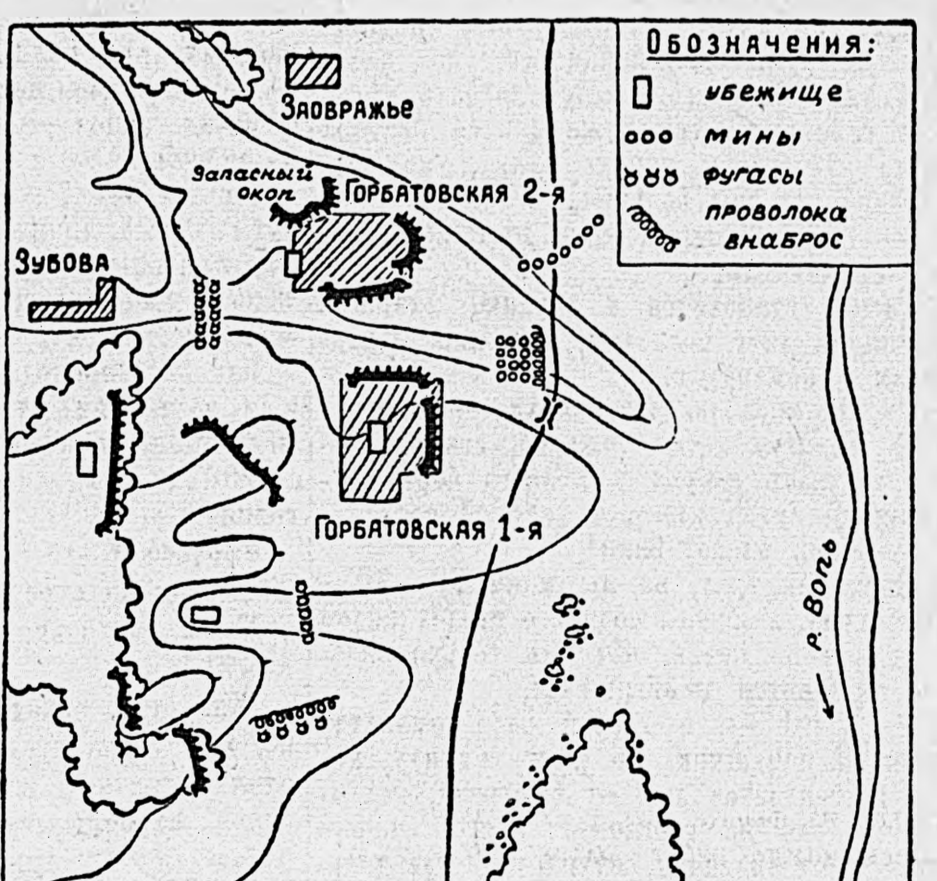 Обозначения:
убежище
мины
фугасы
проволока
внаброс
Заовражье
Запасный
окоп
Горбатовская 2-я
Зубова
Горбатовская 1-я
р. Вопь